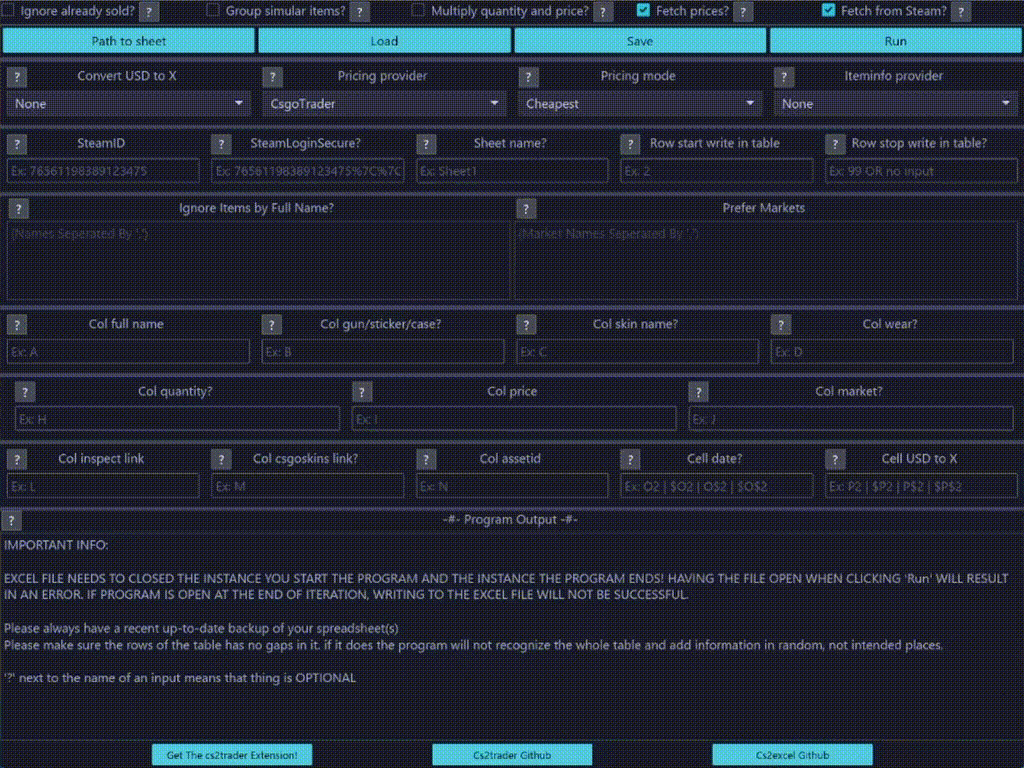 Ignore already sold? ? Group simular items? ? Multiply quantity and price? ? Fetch prices? ? Fetch from Steam? ?
Path to sheet Load Save Run
? Convert USD to X ? Pricing provider ? Pricing mode ? Iteminfo provider
None CsgoTrader Cheapest None
? SteamID ? SteamLoginSecure? ? Sheet name? ? Row start write in table ? Row stop write in table?
Ex: 76561198389123475 Ex: 76561198389123475%7C%7C Ex: Sheet1 Ex: 2 Ex: 99 OR no input
? Ignore Items by Full Name? ? Prefer Markets
(Names Seperated By ',') (Market Names Seperated By ',')
? Col full name ? Col gun/sticker/case? ? Col skin name? ? Col wear?
Ex: A Ex: B Ex: C Ex: D
? Col quantity? ? Col price ? Col market?
Ex: H Ex: I Ex: J
? Col inspect link ? Col csgoskins link? ? Col assetid ? Cell date? ? Cell USD to X
Ex: L Ex: M Ex: N Ex: O2 | $O2 | O$2 | $O$2 Ex: P2 | $P2 | P$2 | $P$2
? -#- Program Output -#-
IMPORTANT INFO:
EXCEL FILE NEEDS TO CLOSED THE INSTANCE YOU START THE PROGRAM AND THE INSTANCE THE PROGRAM ENDS! HAVING THE FILE OPEN WHEN CLICKING 'Run' WILL RESULT
IN AN ERROR. IF PROGRAM IS OPEN AT THE END OF ITERATION, WRITING TO THE EXCEL FILE WILL NOT BE SUCCESSFUL.
Please always have a recent up-to-date backup of your spreadsheet(s)
Please make sure the rows of the table has no gaps in it. if it does the program will not recognize the whole table and add information in random, not intended places.
'?' next to the name of an input means that thing is OPTIONAL
Get The cs2trader Extension! Cs2trader Github Cs2excel Github